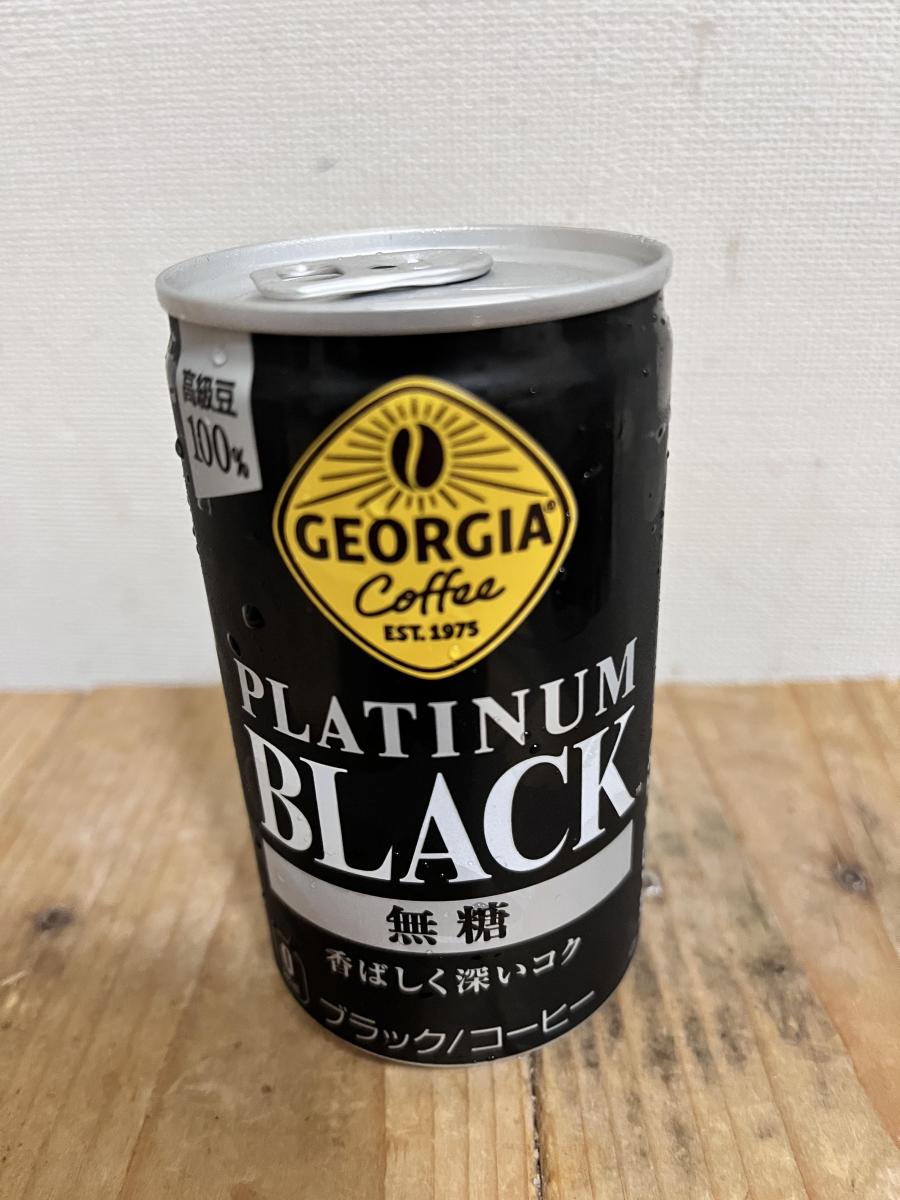 高級豆
100%
GEORGIA
Coffee
EST. 1975
PLATINUM
BLACK
無糖
香ばしく深いコク
ブラック/コーヒー